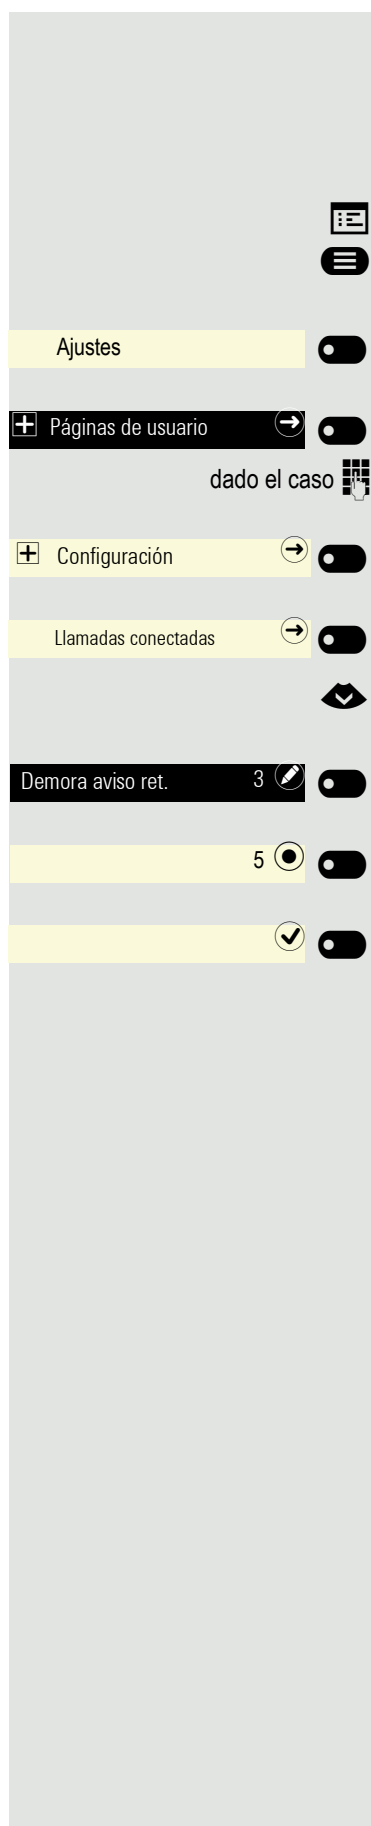 Ajustes
Páginas de usuario
dado el caso
Configuración
Llamadas conectadas
Demora aviso ret. 3
5